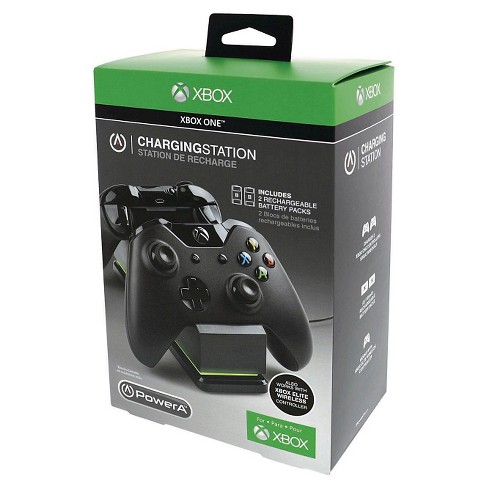 XBOX
XBOX ONE™
CHARGINGSTATION
STATION DE RECHARGE
INCLUDES
2 RECHARGEABLE
BATTERY PACKS
2 Blocs de batteries
rechargeables inclus
ALSO
WORKS WITH
XBOX ELITE
WIRELESS
CONTROLLER
PowerA®
For • Para • Pour
XBOX
XBOX
CHARGING
STATION